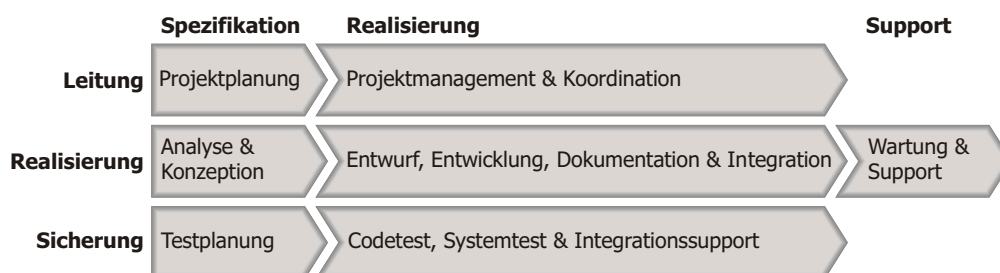 Spezifikation Realisierung Support
Leitung Projektplanung Projektmanagement & Koordination
Realisierung Analyse & Konzeption Entwurf, Entwicklung, Dokumentation & Integration Wartung & Support
Sicherung Testplanung Codetest, Systemtest & Integrationssupport